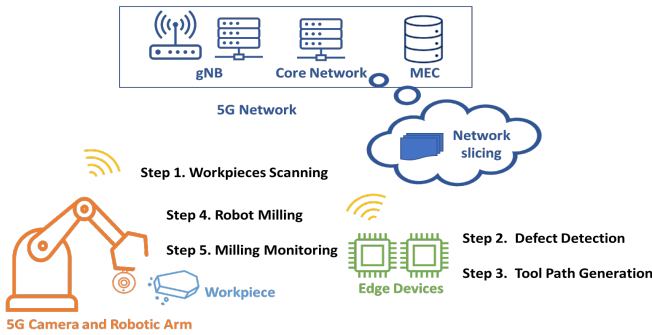 gNB
Core Network
MEC
5G Network
Network
slicing
Step 1. Workpieces Scanning
Step 4. Robot Milling
Step 5. Milling Monitoring
Step 2. Defect Detection
Step 3. Tool Path Generation
Workpiece
Edge Devices
5G Camera and Robotic Arm